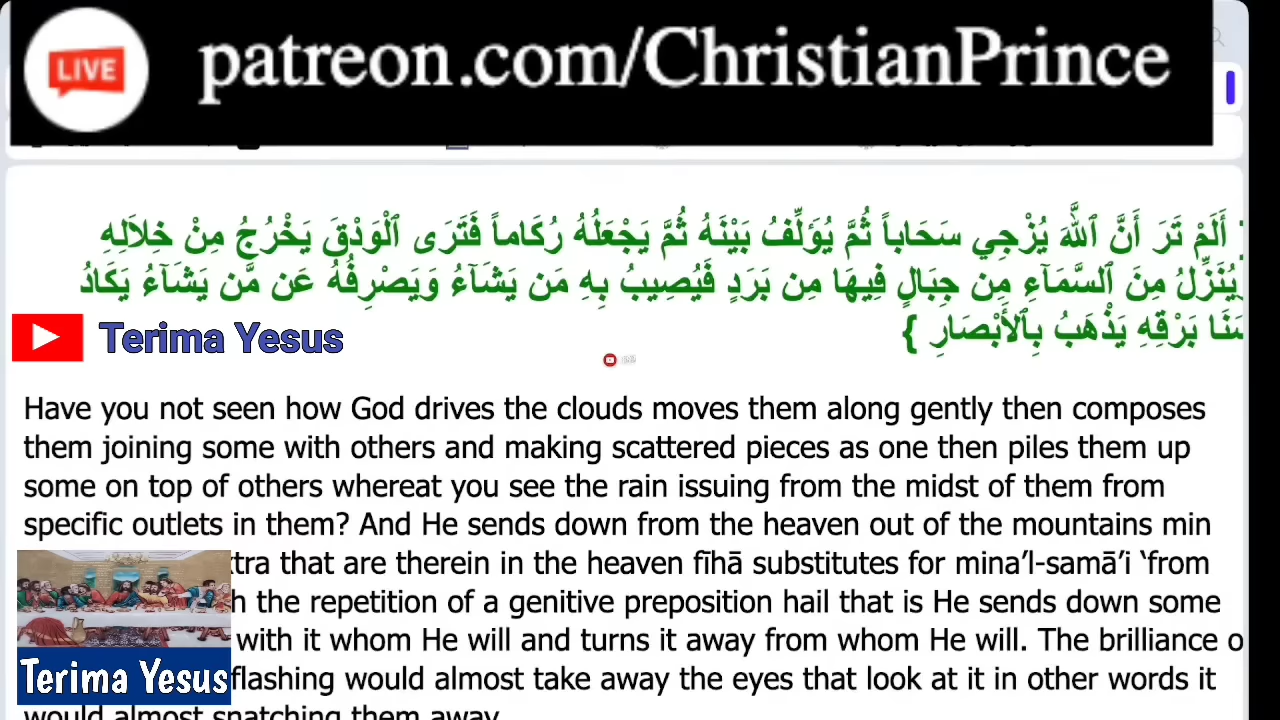 LIVE
patreon.com/ChristianPrince
أَلَمْ تَرَ أَنَّ ٱللَّهَ يُزْجِي سَحَاباً ثُمَّ يُؤَلِّفُ بَيْنَهُ ثُمَّ يَجْعَلُهُ رُكَاماً فَتَرَى ٱلْوَدْقَ يَخْرُجُ مِنْ خِلاَلِهِ
يُنَزِّلُ مِنَ ٱلسَّمَآءِ مِن جِبَالٍ فِيهَا مِن بَرَدٍ فَيُصِيبُ بِهِ مَن يَشَآءُ وَيَصْرِفُهُ عَن مَّن يَشَآءُ يَكَادُ
سَنَا بَرْقِهِ يَذْهَبُ بِٱلأَبْصَارِ }
Terima Yesus
Have you not seen how God drives the clouds moves them along gently then composes
them joining some with others and making scattered pieces as one then piles them up
some on top of others whereat you see the rain issuing from the midst of them from
specific outlets in them? And He sends down from the heaven out of the mountains min
tra that are therein in the heaven fīhā substitutes for mina’l-samā’i ‘from
h the repetition of a genitive preposition hail that is He sends down some
with it whom He will and turns it away from whom He will. The brilliance o
flashing would almost take away the eyes that look at it in other words it
would almost snatching them away
Terima Yesus